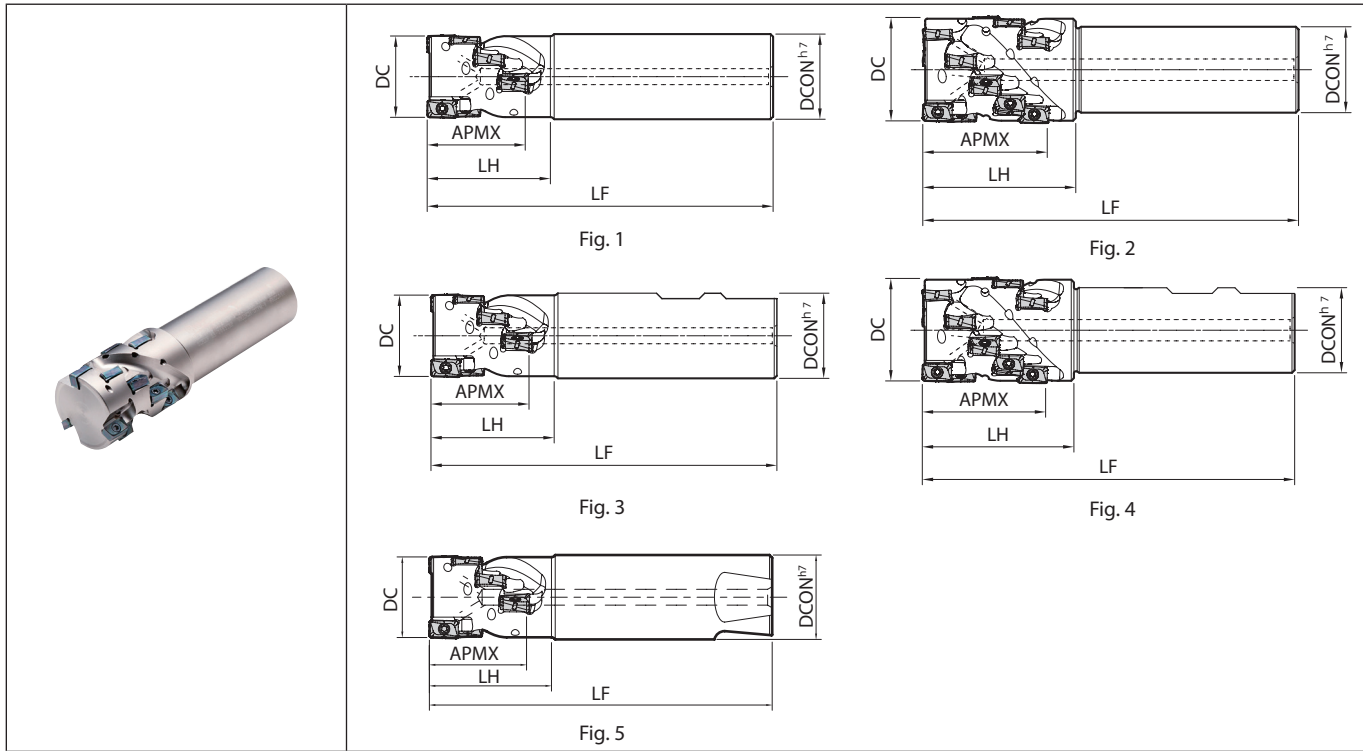 DC
APMX
LH
LF
DCON h7
Fig. 1
DC
APMX
LH
LF
DCON h7
Fig. 2
DC
APMX
LH
LF
DCON h7
Fig. 3
DC
APMX
LH
LF
DCON h7
Fig. 4
DC
APMX
LH
LF
DCON h7
Fig. 5